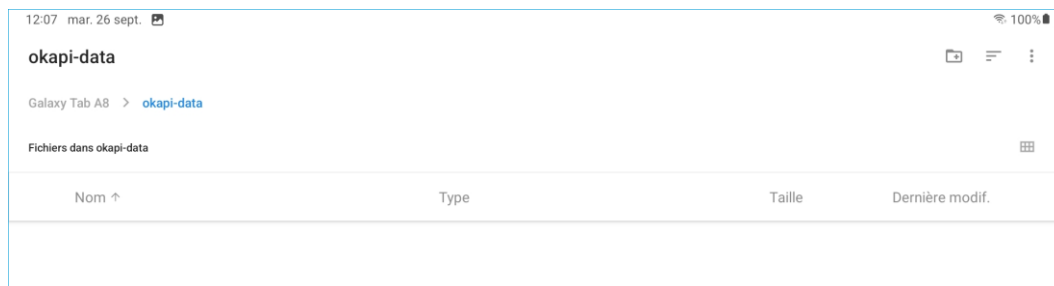 12:07 mar. 26 sept. 100%
okapi-data
Galaxy Tab A8 > okapi-data
Fichiers dans okapi-data
Nom ↑ Type Taille Dernière modif.